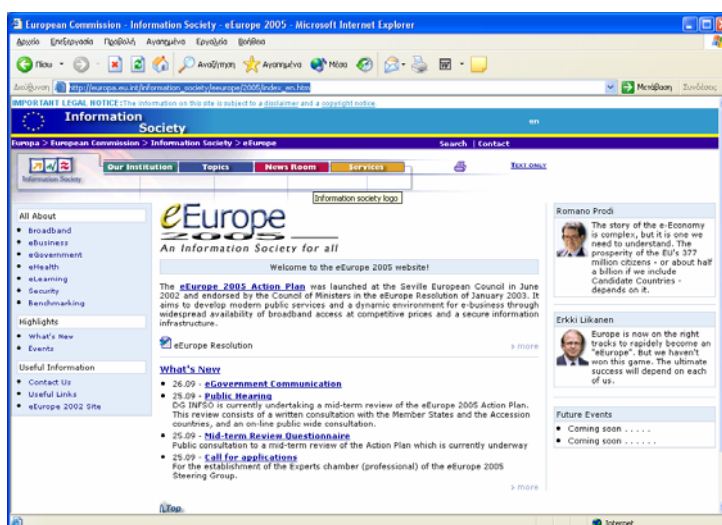 European Commission - Information Society - eEurope 2005 - Microsoft Internet Explorer
Αρχείο Επεξεργασία Προβολή Αγαπημένα Εργαλεία Βοήθεια
Πίσω Αναζήτηση Αγαπημένα Μέσα
Διεύθυνση http://europa.eu.int/information_society/eeurope/2005/index_en.htm Μετάβαση Συνδέσεις
IMPORTANT LEGAL NOTICE: The information on this site is subject to a disclaimer and a copyright notice
Information
Society
en
Europa > European Commission > Information Society > eEurope Search | Contact
Our Institution Topics News Room Services TEXT ONLY
Information Society
Information society logo
All About
Broadband
eBusiness
eGovernment
eHealth
eLearning
Security
Benchmarking
Highlights
What's New
Events
Useful Information
Contact Us
Useful Links
eEurope 2002 Site
eEurope
2005
An Information Society for all
Welcome to the eEurope 2005 website!
The eEurope 2005 Action Plan was launched at the Seville European Council in June
2002 and endorsed by the Council of Ministers in the eEurope Resolution of January 2003. It
aims to develop modern public services and a dynamic environment for e-business through
widespread availability of broadband access at competitive prices and a secure information
infrastructure.
eEurope Resolution
> more
What's New
26.09 - eGovernment Communication
25.09 - Public Hearing
DG INFSO is currently undertaking a mid-term review of the eEurope 2005 Action Plan.
This review consists of a written consultation with the Member States and the Accession
countries, and an on-line public wide consultation.
25.09 - Mid-term Review Questionnaire
Public consultation to a mid-term review of the Action Plan which is currently underway
25.09 - Call for applications
For the establishment of the Experts chamber (professional) of the eEurope 2005
Steering Group.
> more
Top
Romano Prodi
The story of the e-Economy
is complex, but it is one we
need to understand. The
prosperity of the EU's 377
million citizens - or about half
a billion if we include
Candidate Countries -
depends on it.
Erkki Liikanen
Europe is now on the right
tracks to rapidly become an
"eEurope". But we haven't
won this game. The ultimate
success will depend on each
of us.
Future Events
Coming soon . . . . .
Coming soon . . . . . .
Internet